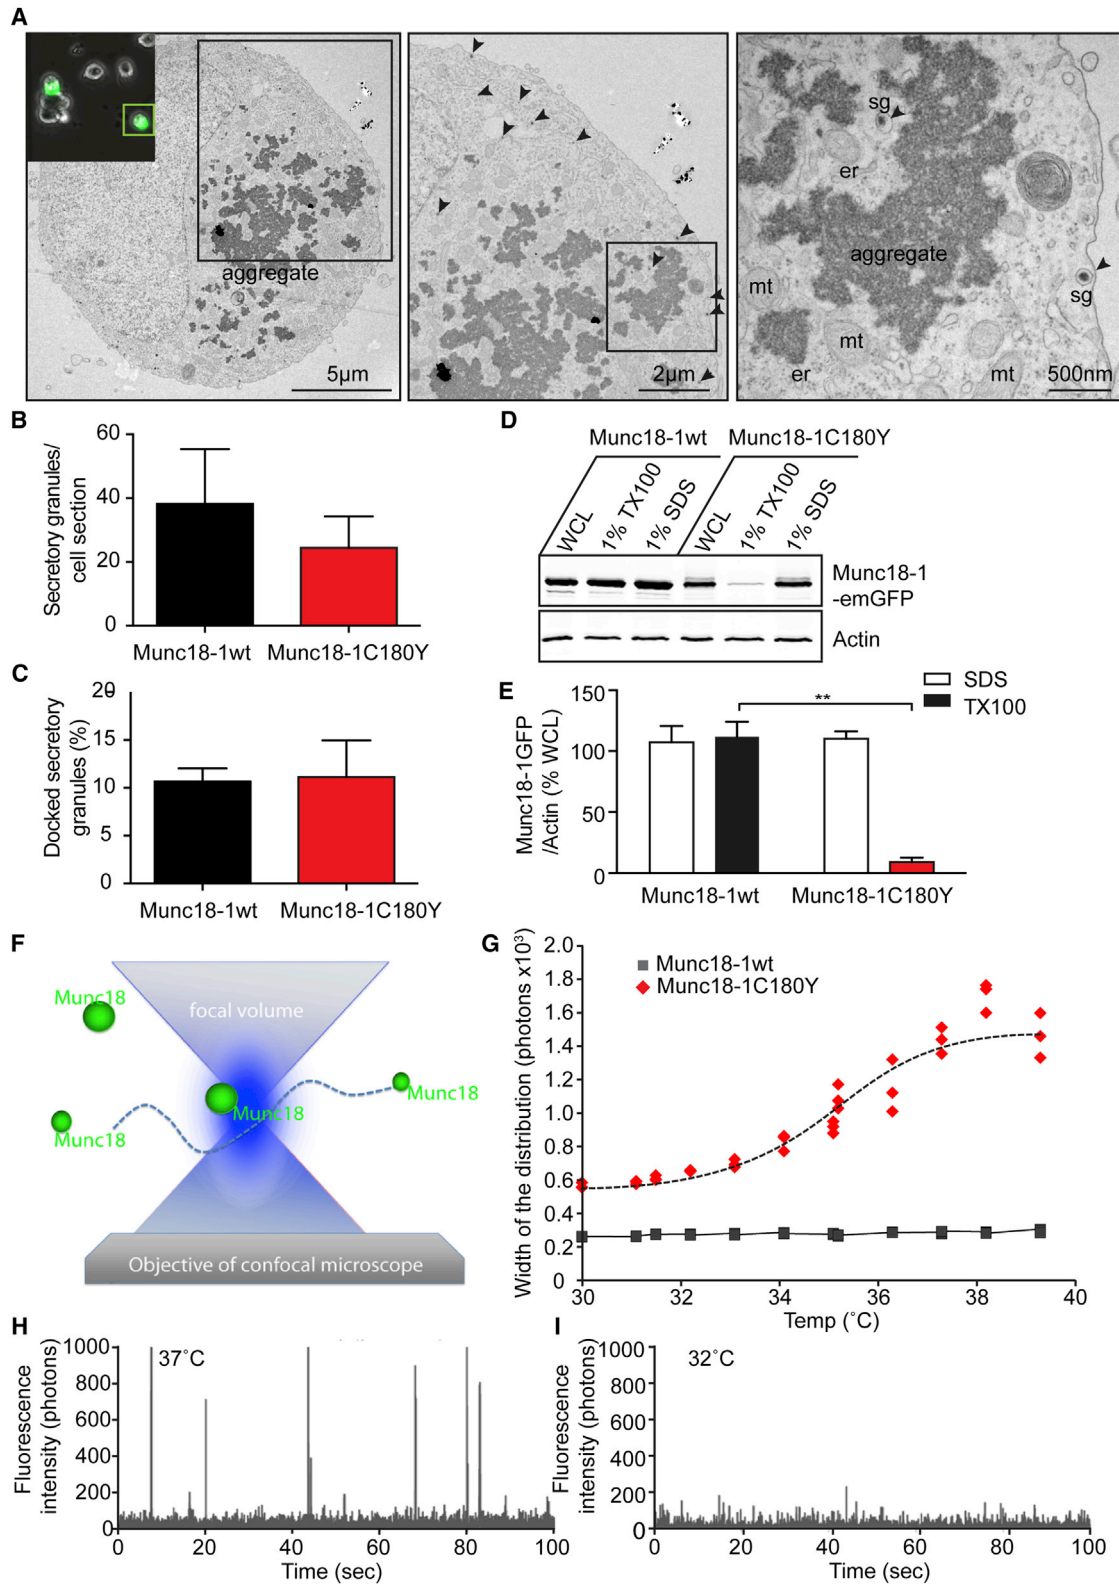 A
aggregate
5µm
2µm
sg
er
aggregate
mt
sg
mt
er
mt
500nm
B
Secretory granules/
cell section
60
40
20
0
Munc18-1wt
Munc18-1C180Y
C
Docked secretory
granules (%)
20
15
10
5
0
Munc18-1wt
Munc18-1C180Y
D
Munc18-1wt
Munc18-1C180Y
WCL
1% TX100
1% SDS
WCL
1% TX100
1% SDS
Munc18-1
-emGFP
Actin
E
SDS
TX100
**
Munc18-1GFP
/Actin (% WCL)
100
50
0
Munc18-1wt
Munc18-1C180Y
F
Munc18
focal volume
Munc18
Munc18
Munc18
Objective of confocal microscope
G
Width of the distribution (photons x10³)
2.0
1.8
1.6
1.4
1.2
1.0
0.8
0.6
0.4
0.2
0
Munc18-1wt
Munc18-1C180Y
30
32
34
36
38
40
Temp (˚C)
H
Fluorescence
intensity (photons)
1000
800
600
400
200
0
37˚C
0
20
40
60
80
100
Time (sec)
I
Fluorescence
intensity (photons)
1000
800
600
400
200
0
32˚C
0
20
40
60
80
100
Time (sec)